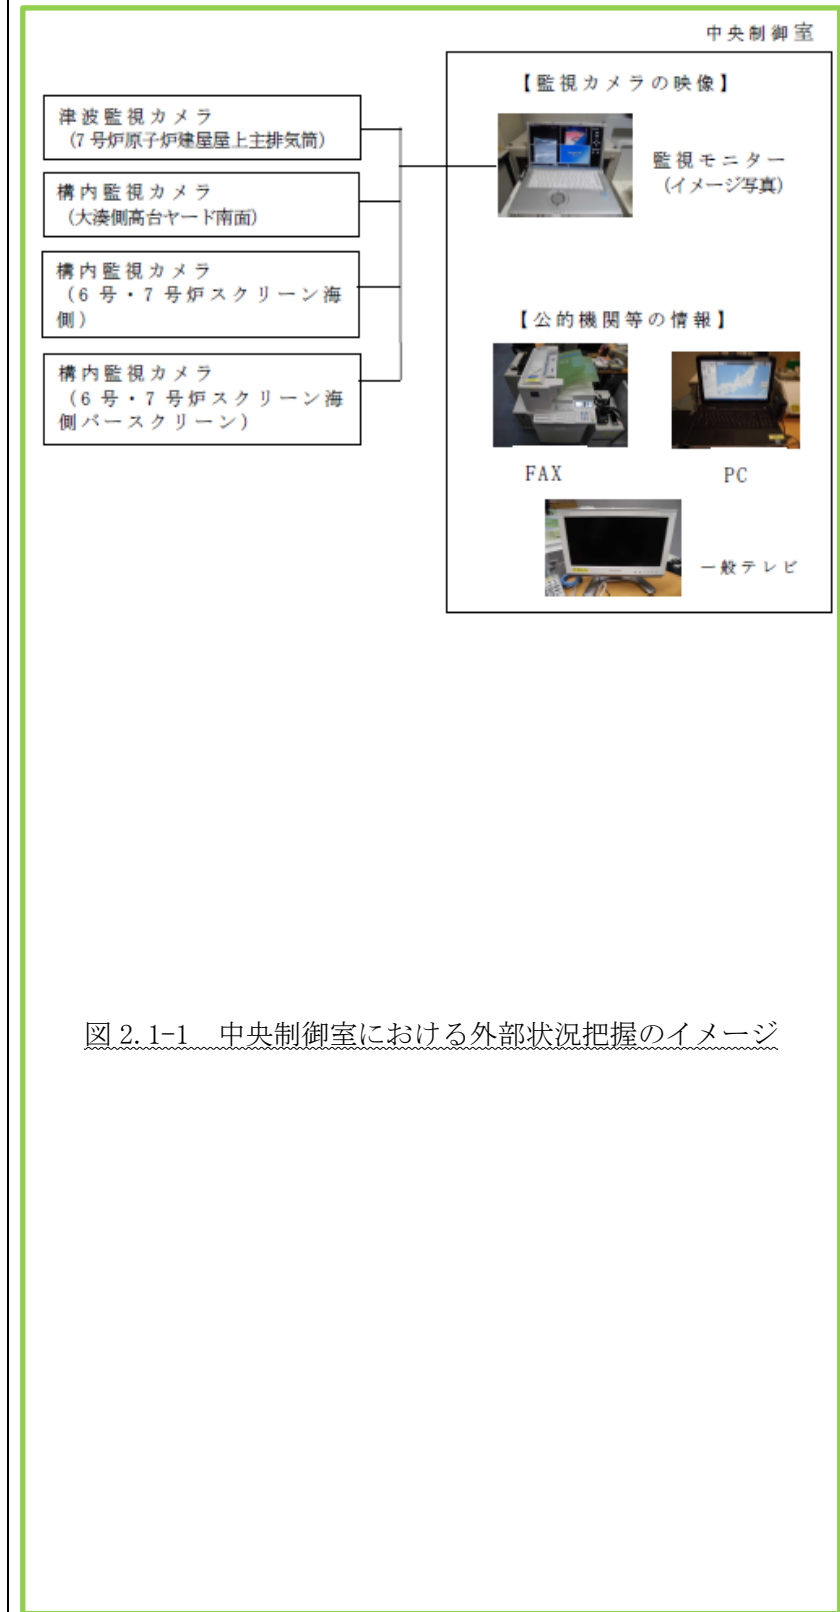 中央制御室
【監視カメラの映像】
津波監視カメラ
(7号炉原子炉建屋屋上主排気筒)
監視モニター
(イメージ写真)
構内監視カメラ
(大湊側高台ヤード南面)
構内監視カメラ
(6号・7号炉スクリーン海
側)
【公的機関等の情報】
構内監視カメラ
(6号・7号炉スクリーン海
側バースクリーン)
FAX
PC
一般テレビ
図 2.1-1　中央制御室における外部状況把握のイメージ